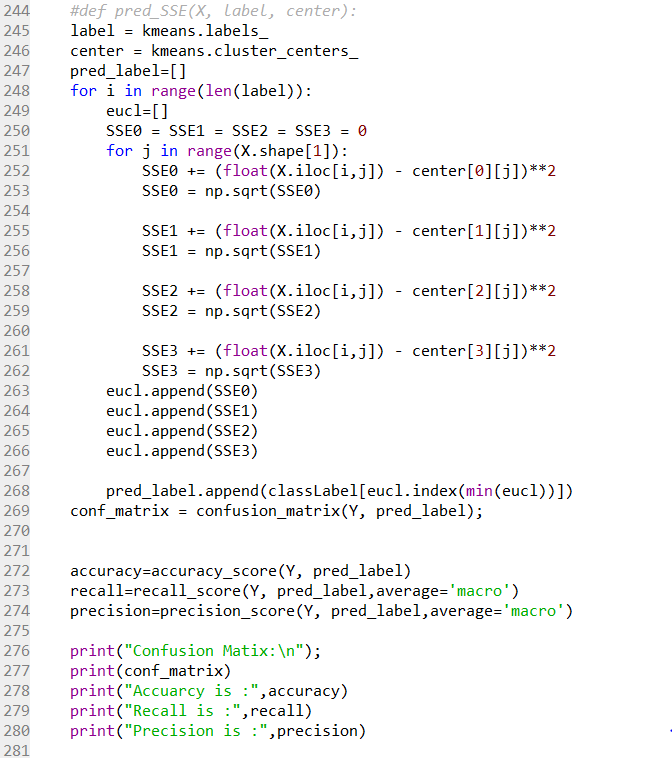 244 #def pred_SSE(X, label, center):
245 label = kmeans.labels_
246 center = kmeans.cluster_centers_
247 pred_label=[]
248 for i in range(len(label)):
249 eucl=[]
250 SSE0 = SSE1 = SSE2 = SSE3 = 0
251 for j in range(X.shape[1]):
252 SSE0 += (float(X.iloc[i,j]) - center[0][j])**2
253 SSE0 = np.sqrt(SSE0)
254
255 SSE1 += (float(X.iloc[i,j]) - center[1][j])**2
256 SSE1 = np.sqrt(SSE1)
257
258 SSE2 += (float(X.iloc[i,j]) - center[2][j])**2
259 SSE2 = np.sqrt(SSE2)
260
261 SSE3 += (float(X.iloc[i,j]) - center[3][j])**2
262 SSE3 = np.sqrt(SSE3)
263 eucl.append(SSE0)
264 eucl.append(SSE1)
265 eucl.append(SSE2)
266 eucl.append(SSE3)
267
268 pred_label.append(classLabel[eucl.index(min(eucl))])
269 conf_matrix = confusion_matrix(Y, pred_label);
270
271
272 accuracy=accuracy_score(Y, pred_label)
273 recall=recall_score(Y, pred_label,average='macro')
274 precision=precision_score(Y, pred_label,average='macro')
275
276 print("Confusion Matix:\n");
277 print(conf_matrix)
278 print("Accuarcy is :",accuracy)
279 print("Recall is :",recall)
280 print("Precision is :",precision)
281